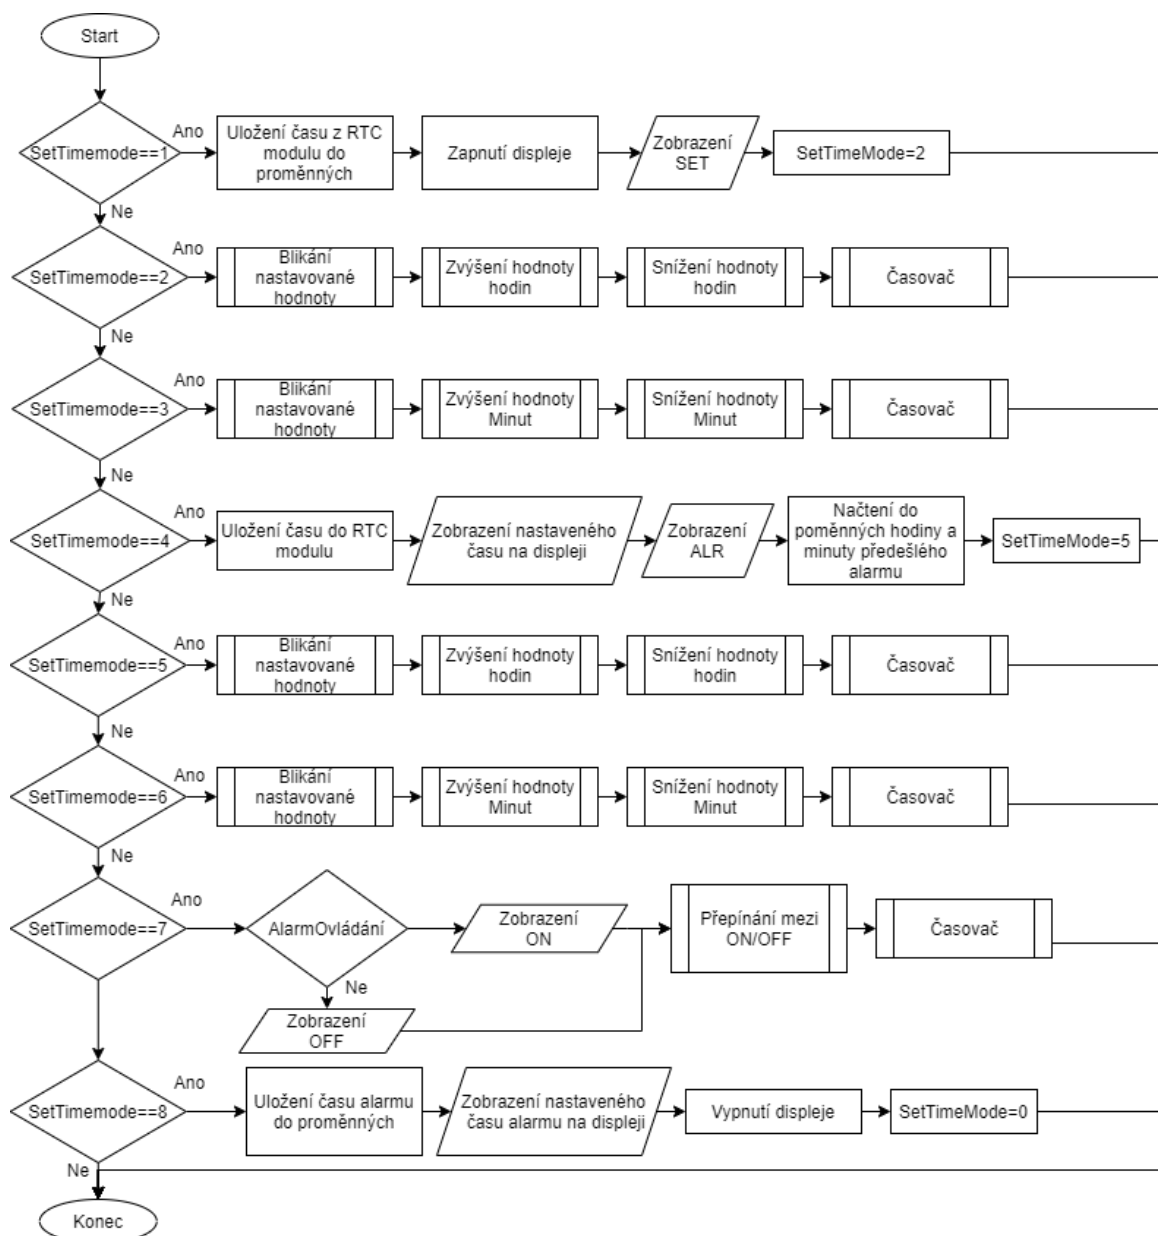 Start
SetTimemode==1
Ano
Uložení času z RTC
modulu do
proměnných
Zapnutí displeje
Zobrazení
SET
SetTimeMode=2
Ne
SetTimemode==2
Ano
Blikání
nastavované
hodnoty
Zvýšení hodnoty
hodin
Snížení hodnoty
hodin
Časovač
Ne
SetTimemode==3
Ano
Blikání
nastavované
hodnoty
Zvýšení hodnoty
Minut
Snížení hodnoty
Minut
Časovač
Ne
SetTimemode==4
Ano
Uložení času do RTC
modulu
Zobrazení nastaveného
času na displeji
Zobrazení
ALR
Načtení do
poměnných hodiny a
minuty předešlého
alarmu
SetTimeMode=5
Ne
SetTimemode==5
Ano
Blikání
nastavované
hodnoty
Zvýšení hodnoty
hodin
Snížení hodnoty
hodin
Časovač
Ne
SetTimemode==6
Ano
Blikání
nastavované
hodnoty
Zvýšení hodnoty
Minut
Snížení hodnoty
Minut
Časovač
Ne
SetTimemode==7
Ano
AlarmOvládání
Zobrazení
ON
Přepínání mezi
ON/OFF
Časovač
Ne
Zobrazení
OFF
SetTimemode==8
Ano
Uložení času alarmu
do proměnných
Zobrazení nastaveného
času alarmu na displeji
Vypnutí displeje
SetTimeMode=0
Ne
Konec